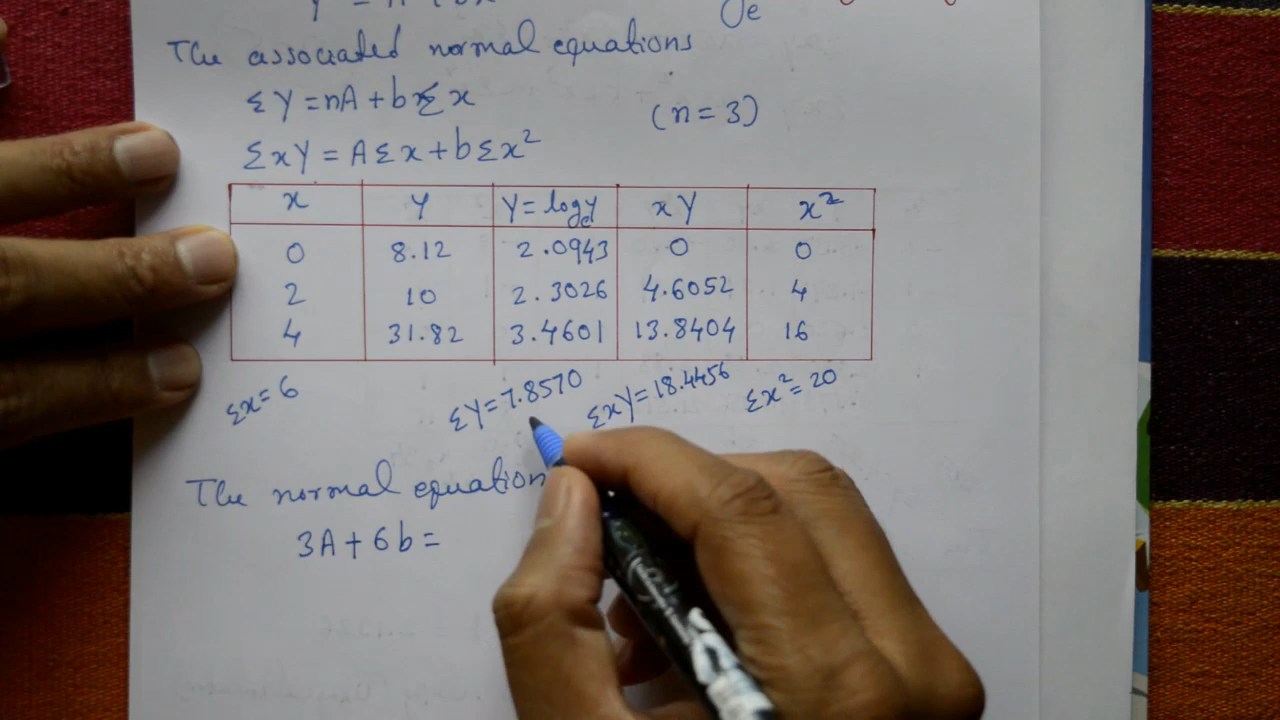 The associated normal equations
ΣY = nA + bΣx
(n = 3)
ΣxY = AΣx + bΣx²
x y Y = logₑy xY x²
0 8.12 2.0943 0 0
2 10 2.3026 4.6052 4
4 31.82 3.4601 13.8404 16
Σx = 6 ΣY = 7.8570 ΣxY = 18.4456 Σx² = 20
The normal equation
3A + 6b =